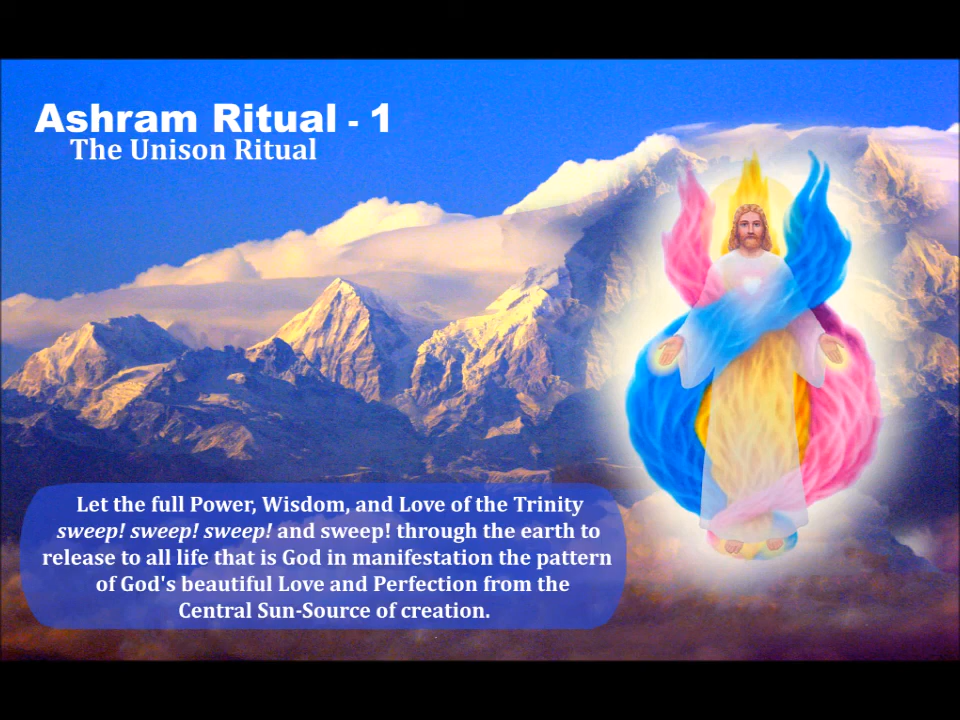 Ashram Ritual - 1
The Unison Ritual
Let the full Power, Wisdom, and Love of the Trinity
sweep! sweep! sweep! and sweep! through the earth to
release to all life that is God in manifestation the pattern
of God's beautiful Love and Perfection from the
Central Sun-Source of creation.